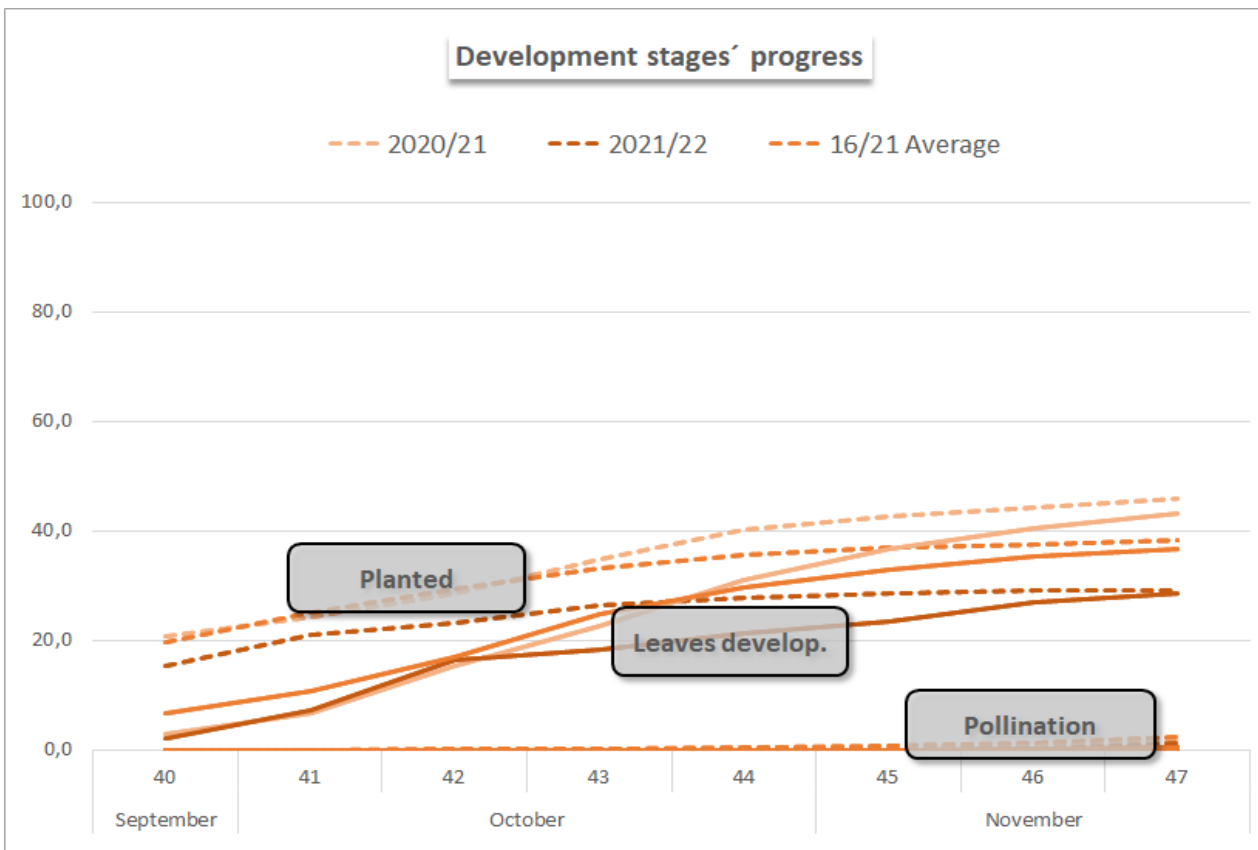 Development stages´ progress
2020/21 2021/22 16/21 Average
100,0
80,0
60,0
40,0
20,0
0,0
Planted
Leaves develop.
Pollination
40 41 42 43 44 45 46 47
September October November